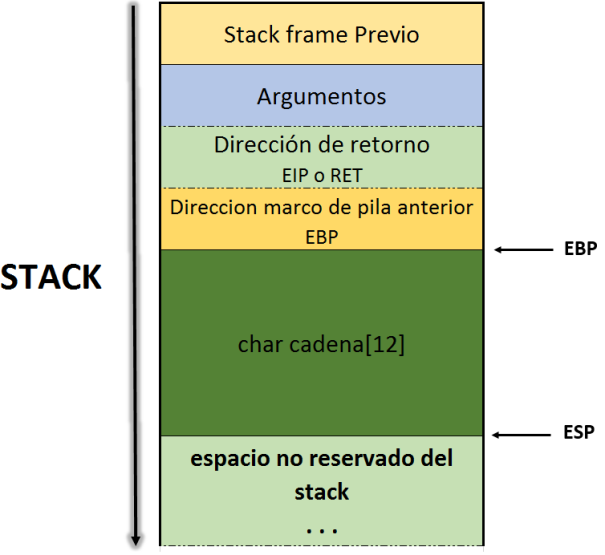 Stack frame Previo
Argumentos
Dirección de retorno
EIP o RET
Direccion marco de pila anterior
EBP
EBP
STACK
char cadena[12]
ESP
espacio no reservado del
stack
. . .